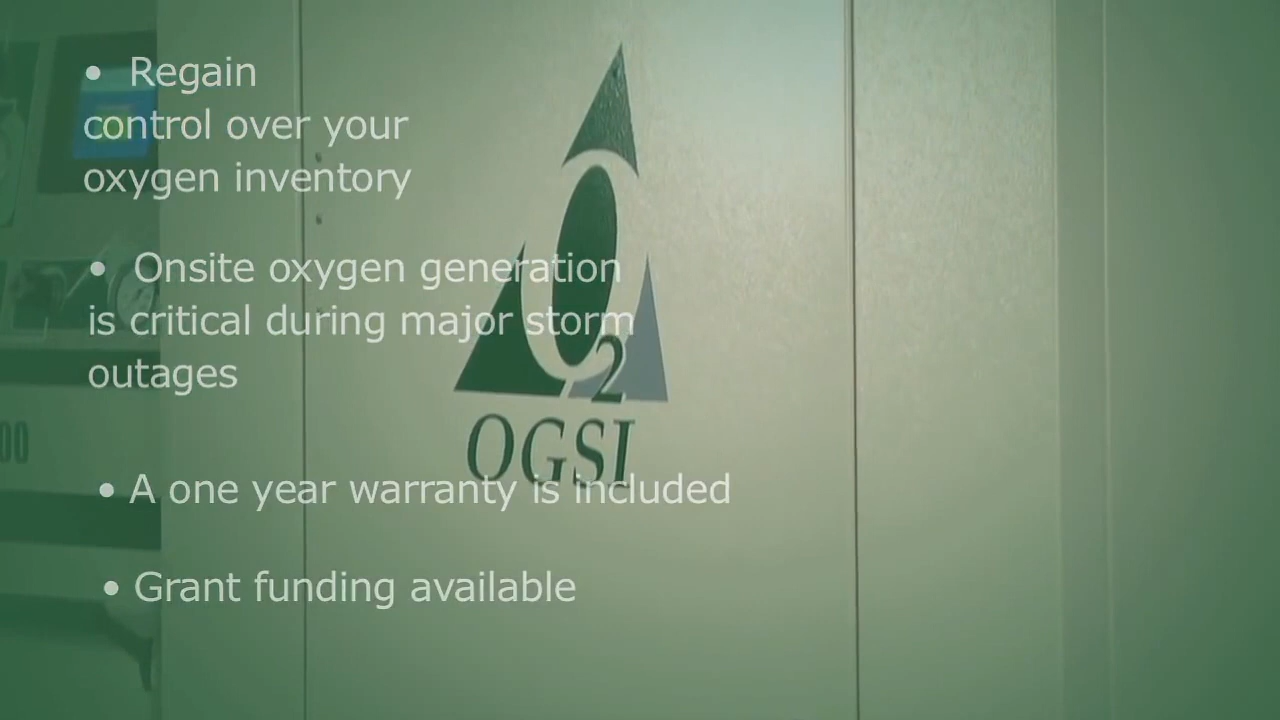 • Regain
control over your
oxygen inventory
• Onsite oxygen generation
is critical during major storm
outages
O2
OGSI
• A one year warranty is included
• Grant funding available
00